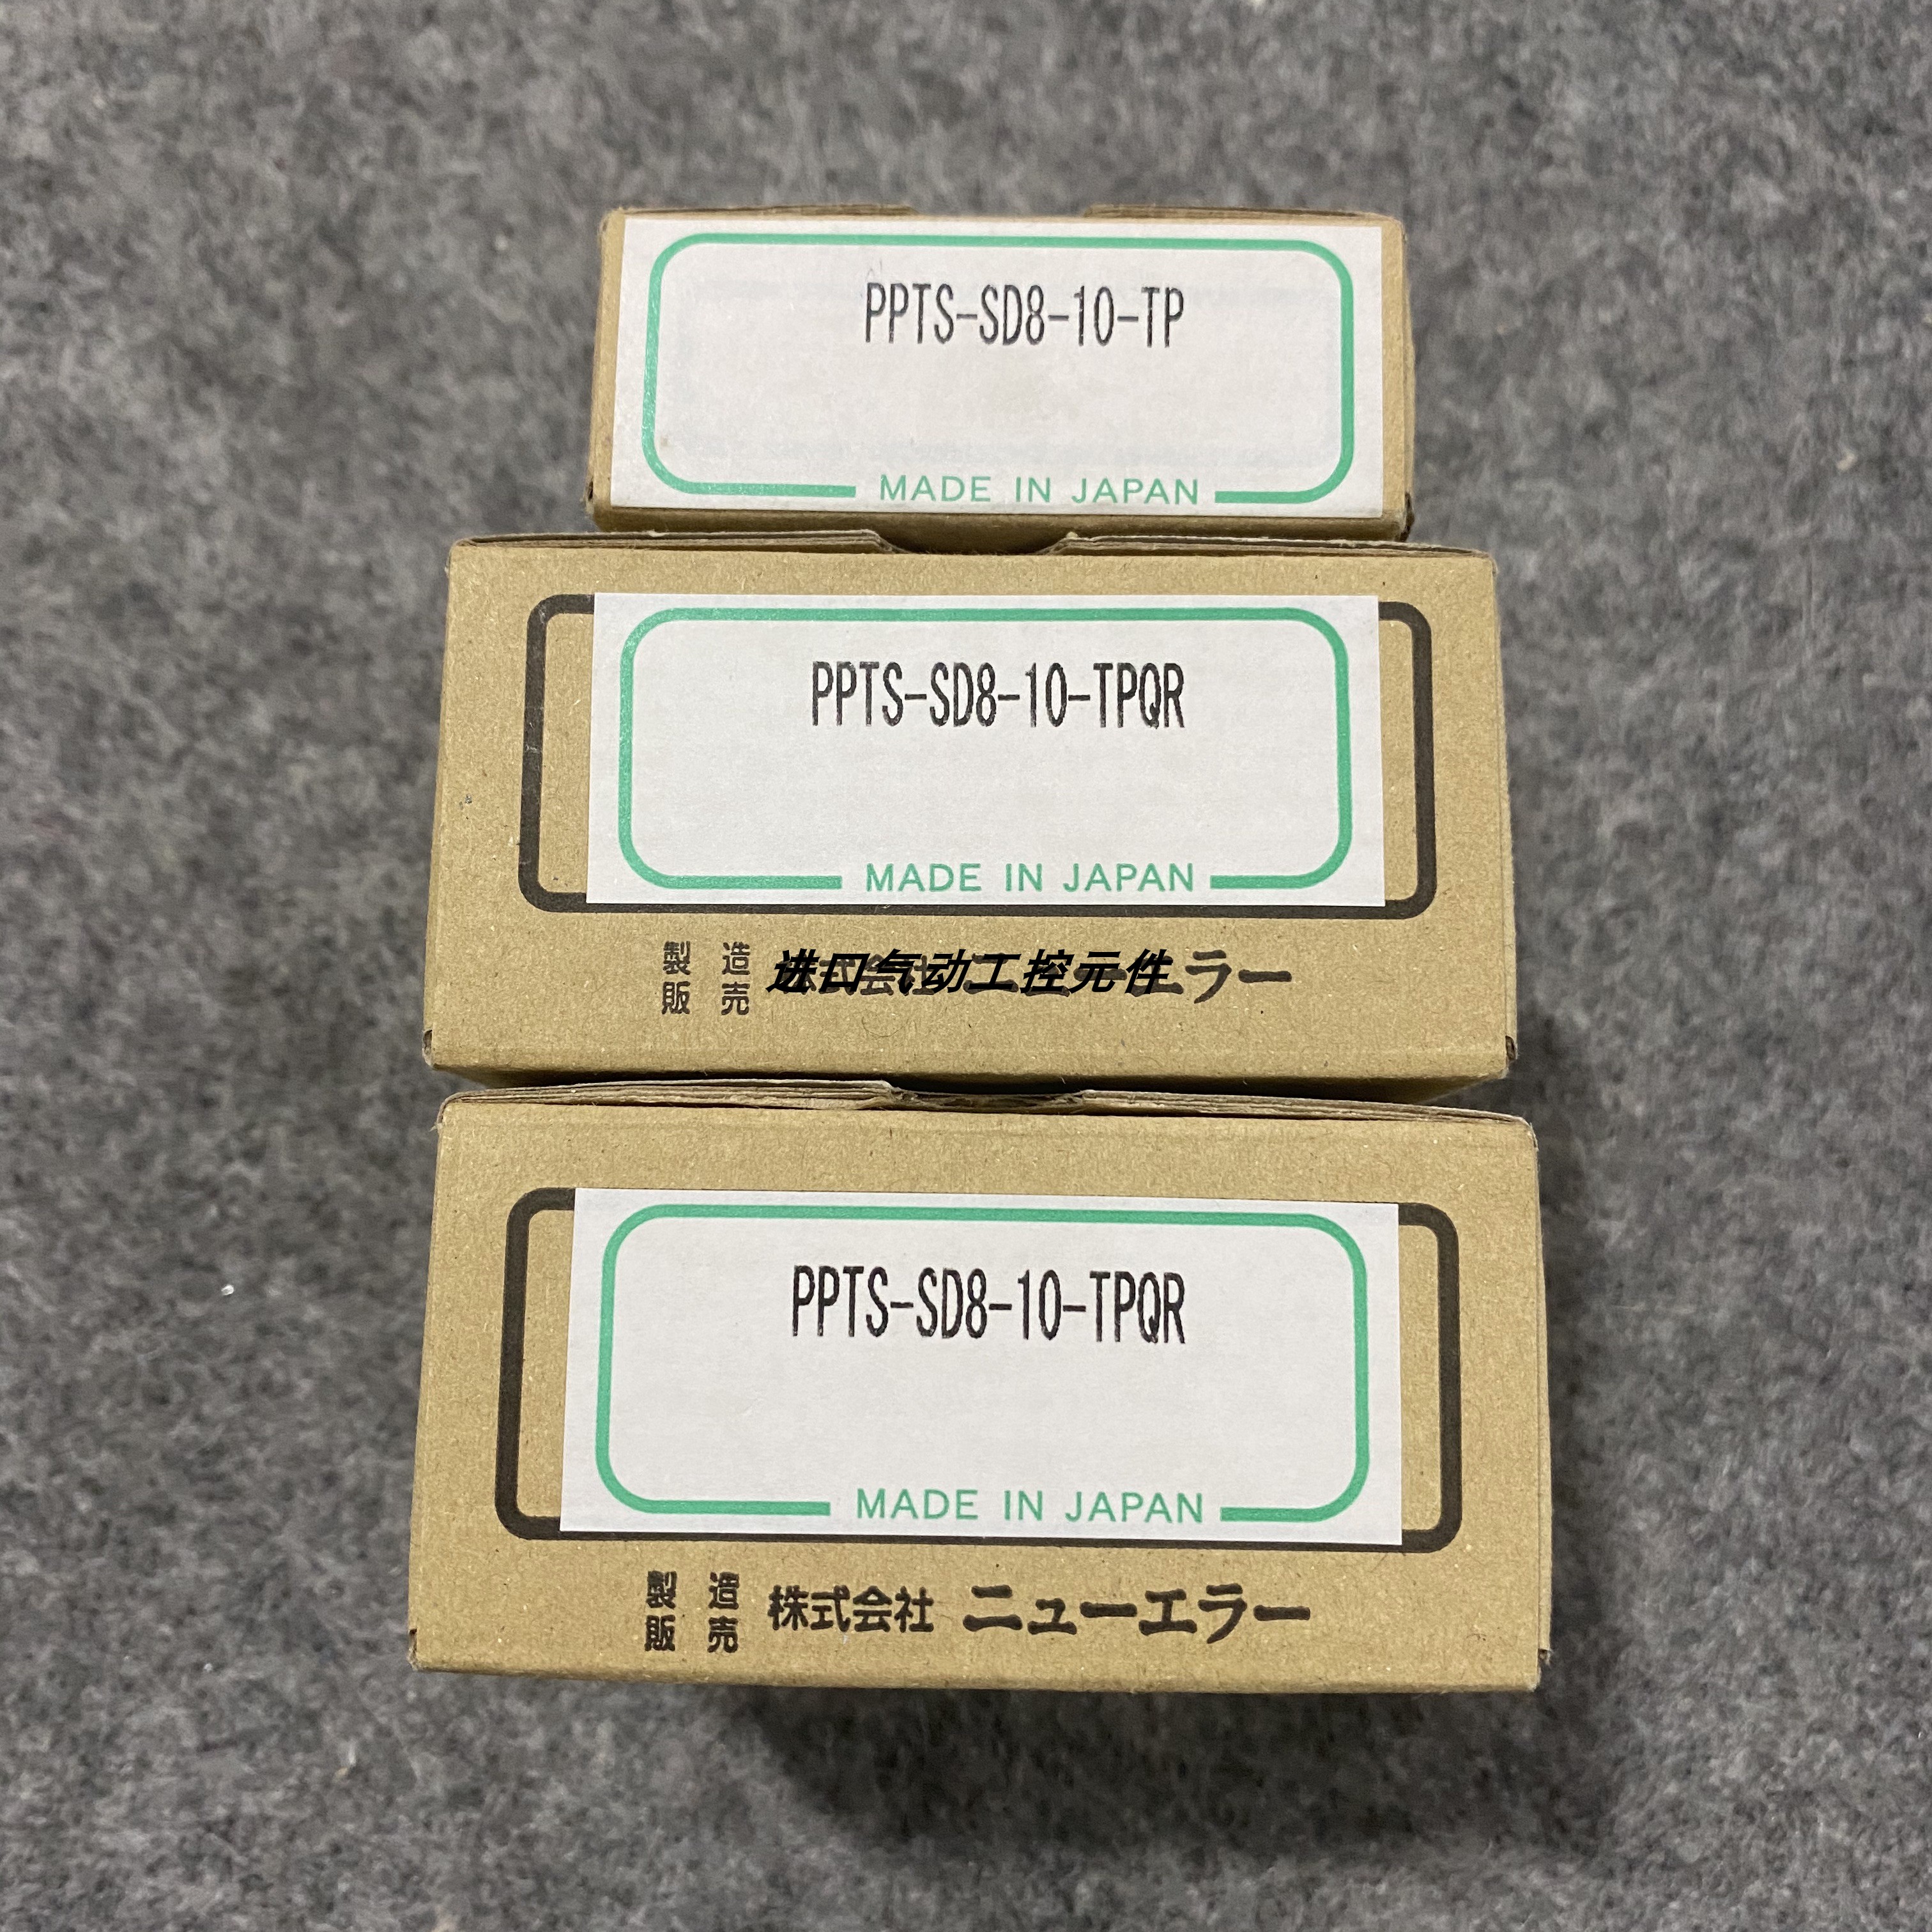 PPTS-SD8-10-TP
MADE IN JAPAN
PPTS-SD8-10-TPQR
MADE IN JAPAN
製造
販売
进口气动工控元件
エラー
PPTS-SD8-10-TPQR
MADE IN JAPAN
製造
販売
株式会社 ニューエラー